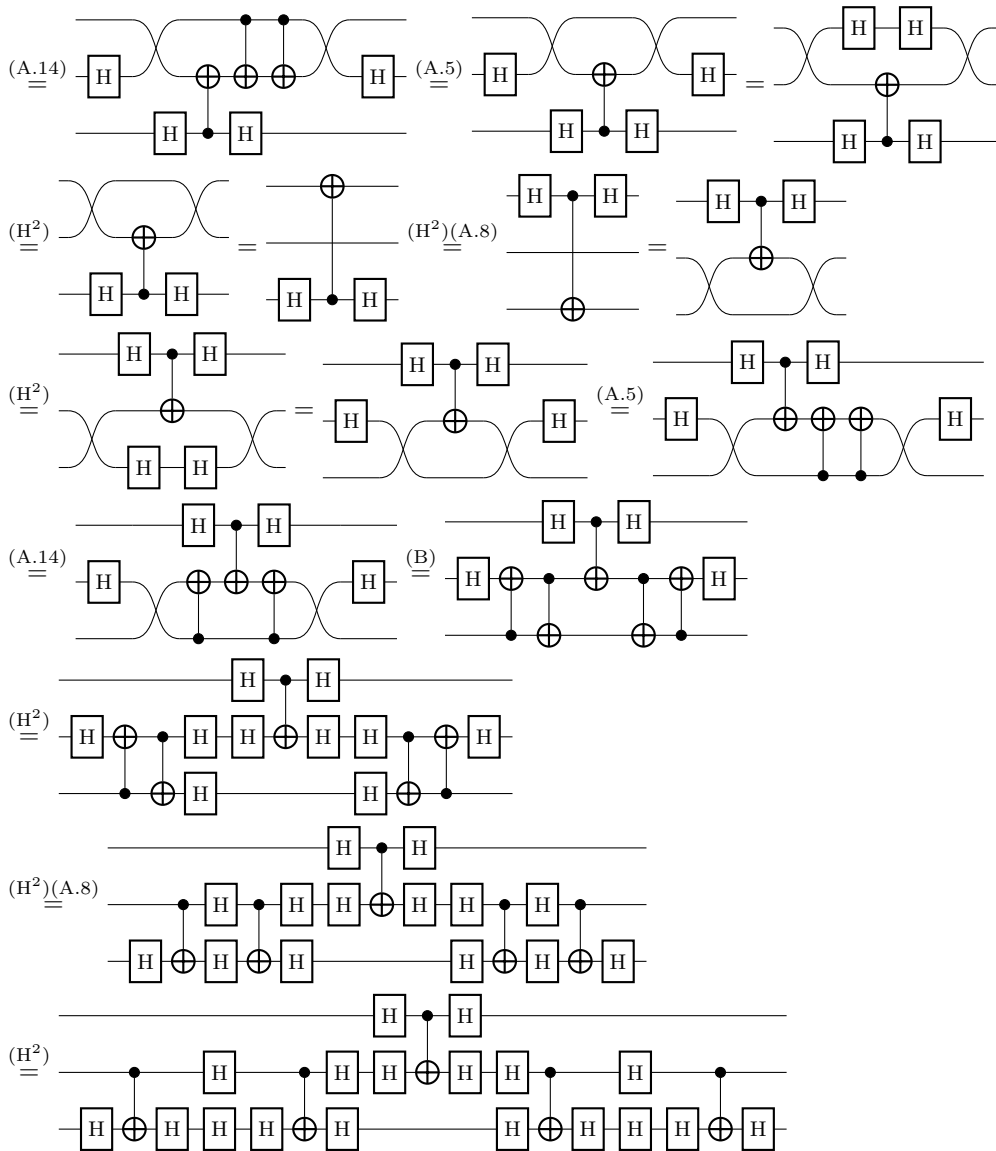 H H
(A.14) = H H (A.5) = H H =
H H H H H H
H H H H
(H²) = = (H²)(A.8) = =
H H H H
H H H H H H
(H²) = = H H (A.5) = H H
H H
H H H H
(A.14) = H H (B) = H H
H H
(H²) = H H H H H H
H H
H H
(H²)(A.8) = H H H H H H
H H H H H H
H H
(H²) = H H H H H H
H H H H H H H H H H